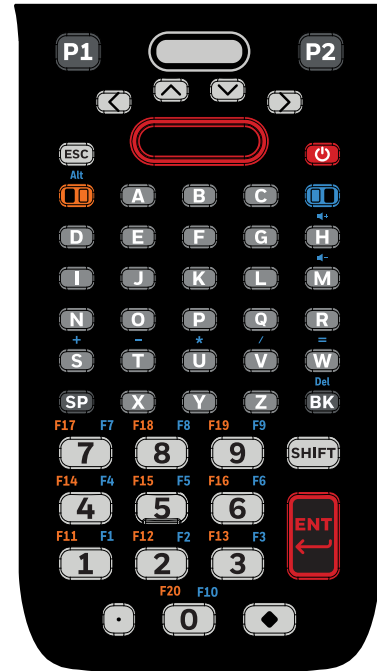 P1 P2
ESC
Alt
A B C
D E F G H
I J K L M
N O P Q R
+ - * / =
S T U V W
Del
SP X Y Z BK
F17 F7 F18 F8 F19 F9
7 8 9 SHIFT
F14 F4 F15 F5 F16 F6
4 5 6 ENT
F11 F1 F12 F2 F13 F3
1 2 3
F20 F10
. 0